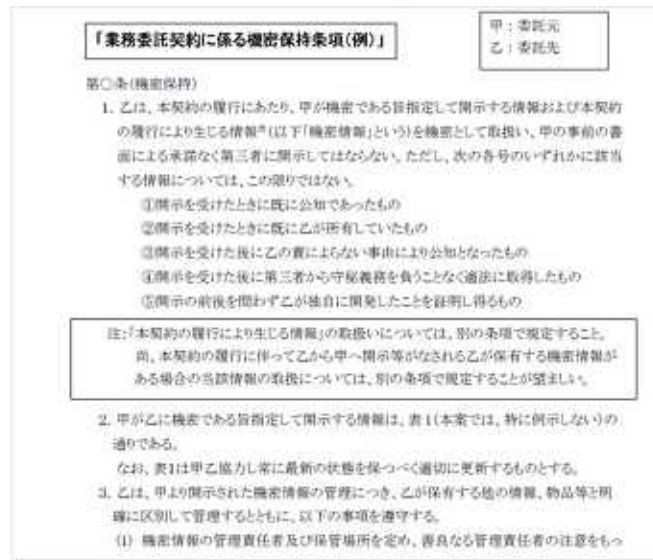 「業務委託契約に係る機密保持条項(例)」
甲:委託元
乙:委託先
第○条(機密保持)
1. 乙は、本契約の履行にあたり、甲が機密である旨指定して開示する情報および本契約
の履行により生じる情報※(以下「機密情報」という)を機密として取扱い、甲の事前の書
面による承諾なく第三者に開示してはならない。ただし、次の各号のいずれかに該当
する情報については、この限りではない。
①開示を受けたときに既に公知であったもの
②開示を受けたときに既に乙が所有していたもの
③開示を受けた後に乙の責によらない事由により公知となったもの
④開示を受けた後に第三者から守秘義務を負うことなく適法に取得したもの
⑤開示の前後を問わず乙が独自に開発したことを証明し得るもの
注:「本契約の履行により生じる情報」の取扱いについては、別の条項で規定すること。
尚、本契約の履行に伴って乙から甲へ開示等がなされる乙が保有する機密情報が
ある場合の当該情報の取扱については、別の条項で規定することが望ましい。
2. 甲が乙に機密である旨指定して開示する情報は、表1(本案では、特に例示しない)の
通りである。
なお、表1は甲乙協力し常に最新の状態を保つべく適切に更新するものとする。
3. 乙は、甲より開示された機密情報の管理につき、乙が保有する他の情報、物品等と明
確に区別して管理するとともに、以下の事項を遵守する。
(1) 機密情報の管理責任者及び保管場所を定め、善良なる管理責任者の注意をもっ